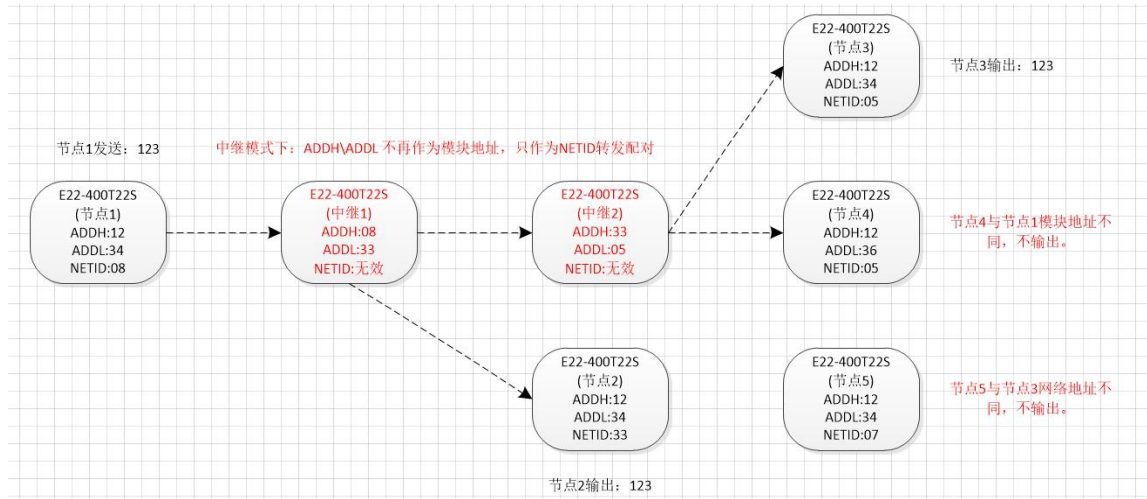 E22-400T22S
(节点3)
ADDH:12
ADDL:34
NETID:05
节点3输出：123
节点1发送：123
中继模式下：ADDH\ADDL 不再作为模块地址，只作为NETID转发配对
E22-400T22S
(节点1)
ADDH:12
ADDL:34
NETID:08
E22-400T22S
(中继1)
ADDH:08
ADDL:33
NETID:无效
E22-400T22S
(中继2)
ADDH:33
ADDL:05
NETID:无效
E22-400T22S
(节点4)
ADDH:12
ADDL:36
NETID:05
节点4与节点1模块地址不
同，不输出。
E22-400T22S
(节点2)
ADDH:12
ADDL:34
NETID:33
节点2输出：123
E22-400T22S
(节点5)
ADDH:12
ADDL:34
NETID:07
节点5与节点3网络地址不
同，不输出。